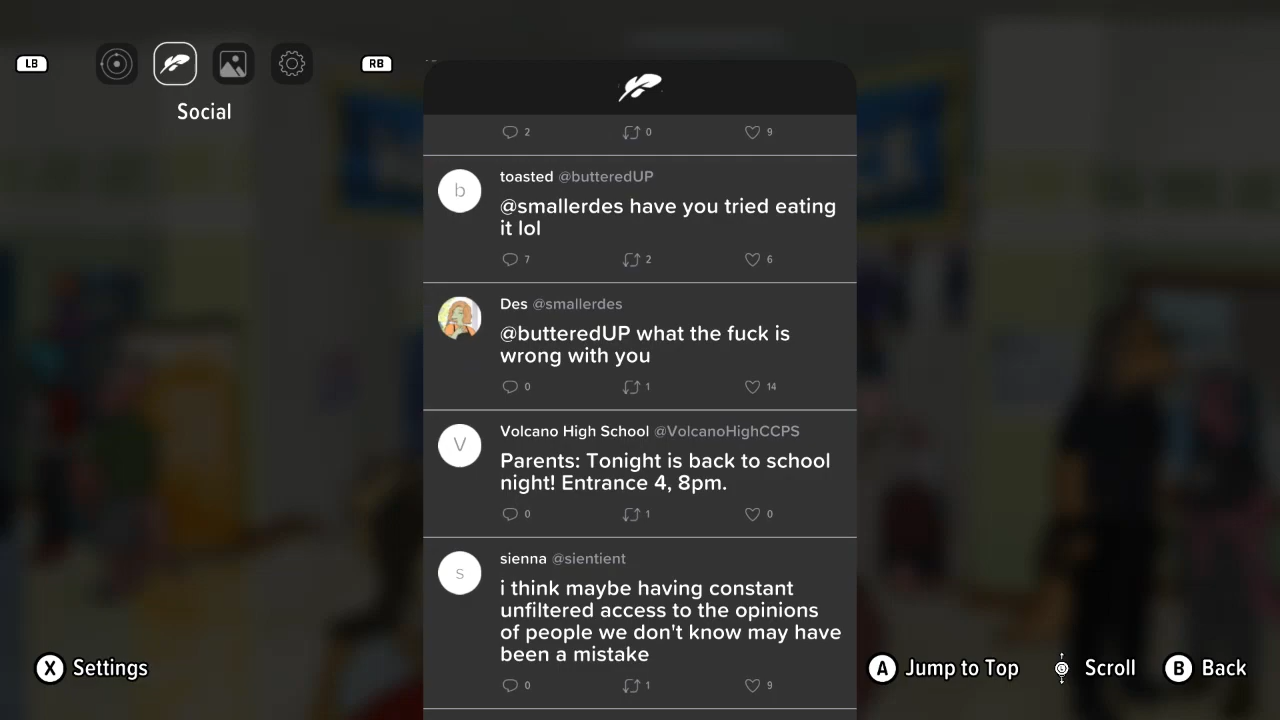 LB
RB
Social
2 0 9
b
toasted @butteredUP
@smallerdes have you tried eating
it lol
7 2 6
Des @smallerdes
@butteredUP what the fuck is
wrong with you
0 1 14
V
Volcano High School @VolcanoHighCCPS
Parents: Tonight is back to school
night! Entrance 4, 8pm.
0 1 0
s
sienna @sientient
i think maybe having constant
unfiltered access to the opinions
of people we don't know may have
been a mistake
0 1 9
X Settings
A Jump to Top
Scroll
B Back